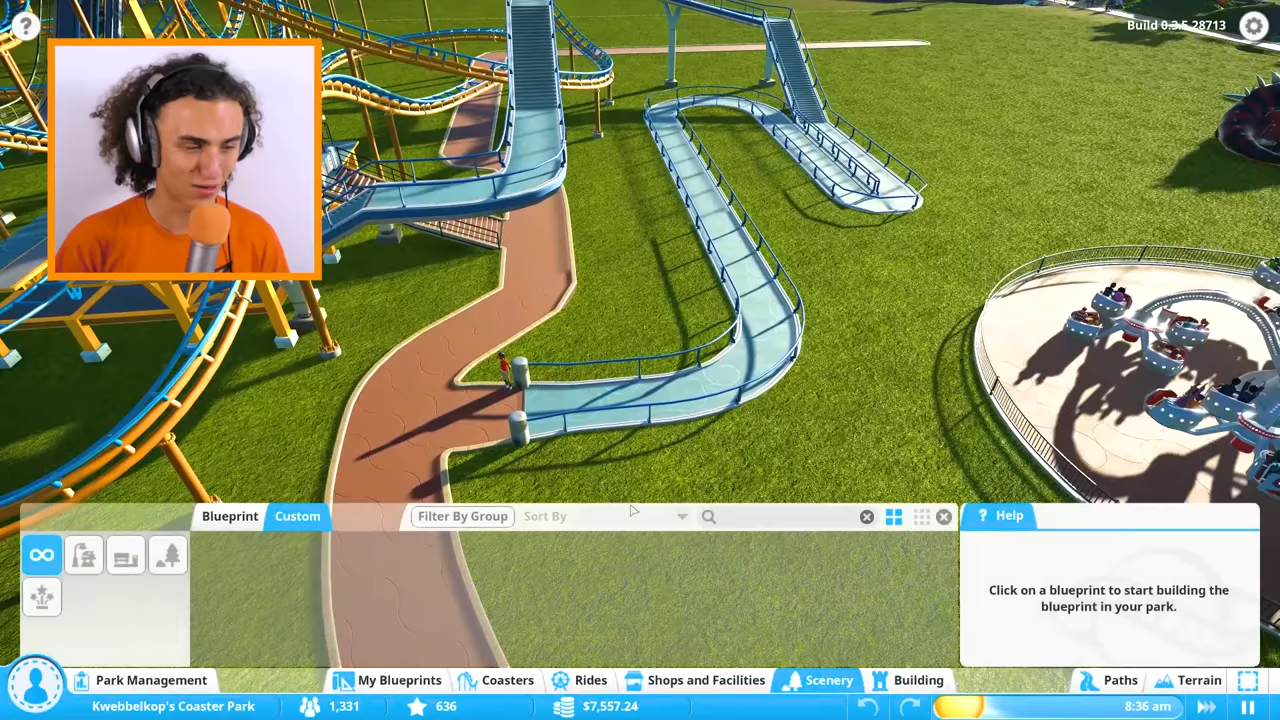 ?
Build 0.3.5.28713
Blueprint
Custom
Filter By Group
Sort By
? Help
Click on a blueprint to start building the
blueprint in your park.
Park Management
My Blueprints
Coasters
Rides
Shops and Facilities
Scenery
Building
Paths
Terrain
Kwebbelkop's Coaster Park
1,331
636
$7,557.24
8:36 am